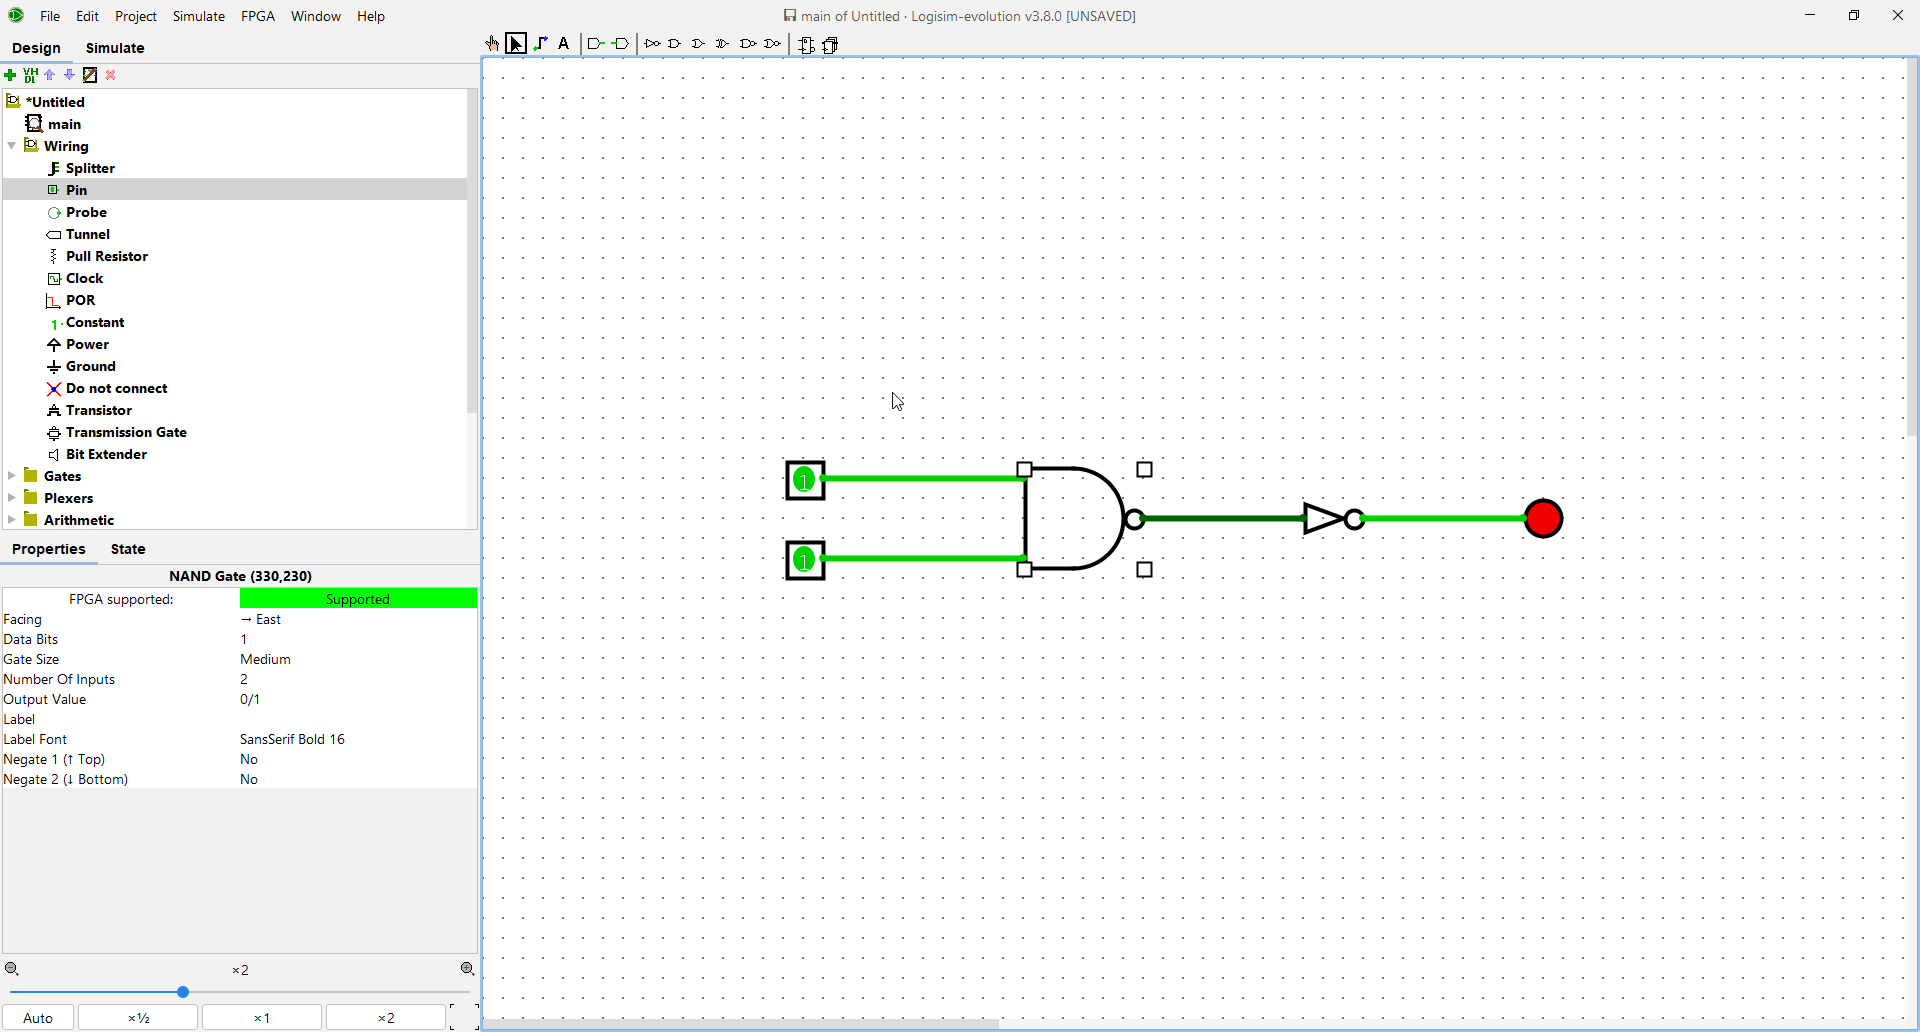 main of Untitled · Logisim-evolution v3.8.0 [UNSAVED]
File Edit Project Simulate FPGA Window Help
Design Simulate
A
VH
DL
*Untitled
main
Wiring
Splitter
Pin
Probe
Tunnel
Pull Resistor
Clock
POR
1 Constant
Power
Ground
Do not connect
Transistor
Transmission Gate
Bit Extender
Gates
Plexers
Arithmetic
Properties State
NAND Gate (330,230)
FPGA supported: Supported
Facing → East
Data Bits 1
Gate Size Medium
Number Of Inputs 2
Output Value 0/1
Label
Label Font SansSerif Bold 16
Negate 1 (↑ Top) No
Negate 2 (↓ Bottom) No
×2
Auto ×½ ×1 ×2
1
1